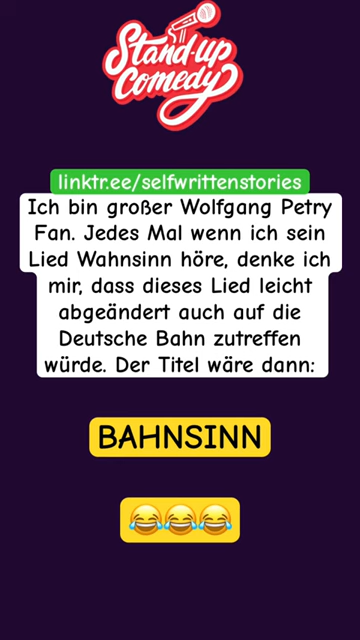 Stand-up
Comedy
linktr.ee/selfwrittenstories
Ich bin großer Wolfgang Petry
Fan. Jedes Mal wenn ich sein
Lied Wahnsinn höre, denke ich
mir, dass dieses Lied leicht
abgeändert auch auf die
Deutsche Bahn zutreffen
würde. Der Titel wäre dann:
BAHNSINN
😂😂😂